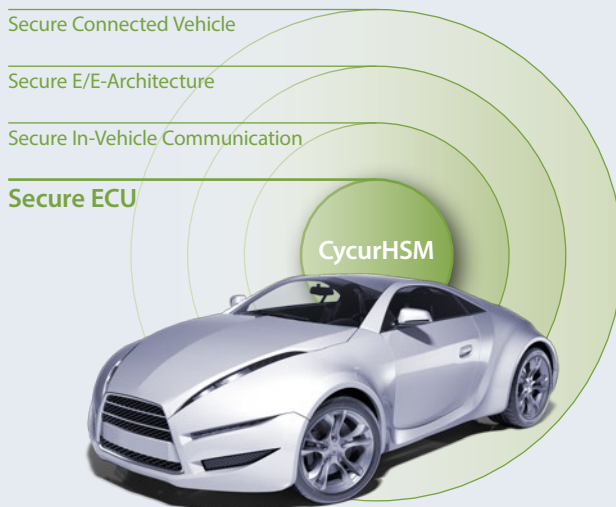 Secure Connected Vehicle
Secure E/E-Architecture
Secure In-Vehicle Communication
Secure ECU
CycurHSM